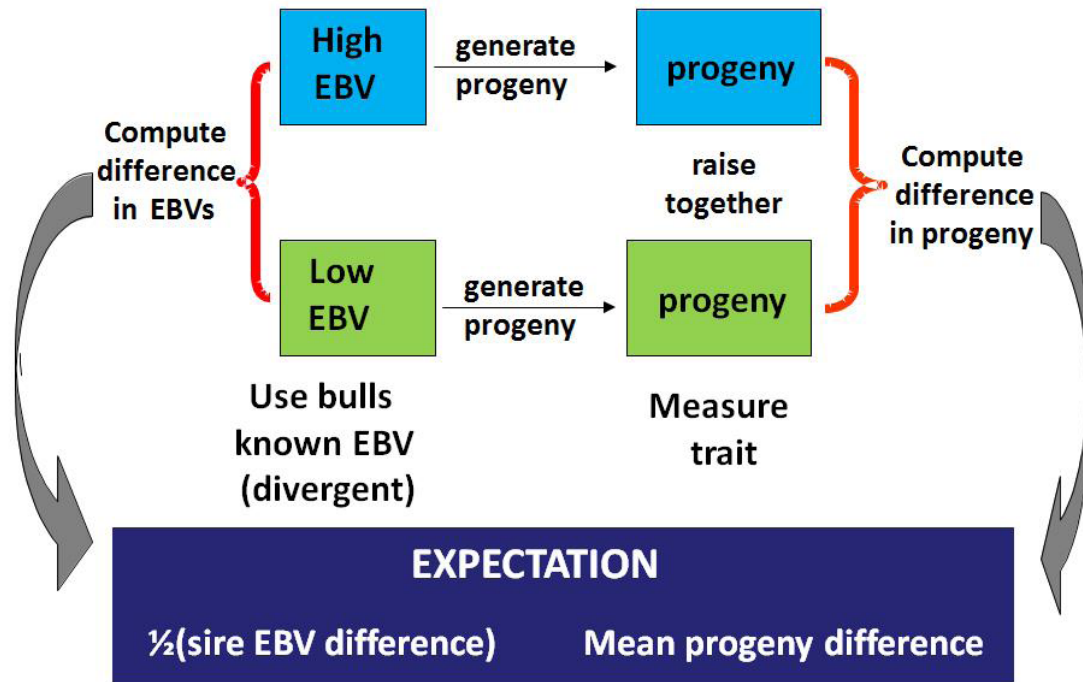 Compute
difference
in EBVs
High
EBV
generate
progeny
progeny
raise
together
Compute
difference
in progeny
Low
EBV
generate
progeny
progeny
Use bulls
known EBV
(divergent)
Measure
trait
EXPECTATION
½(sire EBV difference)
Mean progeny difference